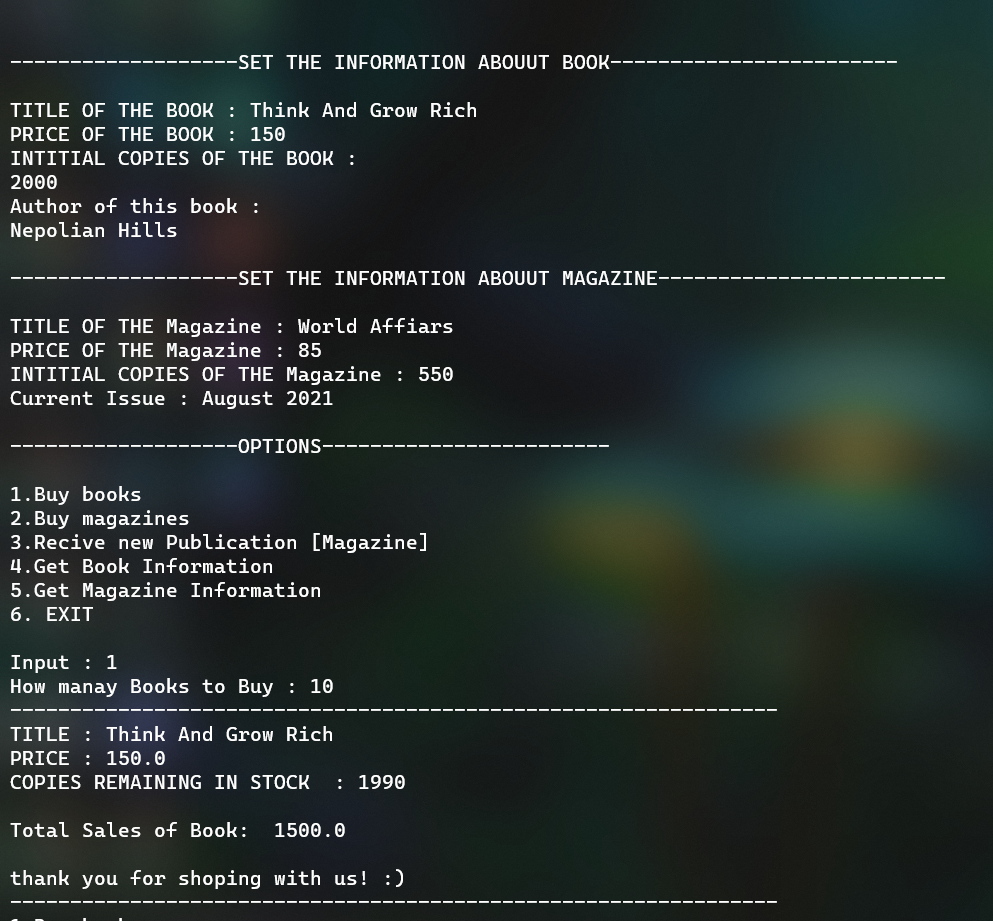 -------------------SET THE INFORMATION ABOUUT BOOK------------------------
TITLE OF THE BOOK : Think And Grow Rich
PRICE OF THE BOOK : 150
INTITIAL COPIES OF THE BOOK :
2000
Author of this book :
Nepolian Hills
-------------------SET THE INFORMATION ABOUUT MAGAZINE------------------------
TITLE OF THE Magazine : World Affiars
PRICE OF THE Magazine : 85
INTITIAL COPIES OF THE Magazine : 550
Current Issue : August 2021
-------------------OPTIONS------------------------
1.Buy books
2.Buy magazines
3.Recive new Publication [Magazine]
4.Get Book Information
5.Get Magazine Information
6. EXIT
Input : 1
How manay Books to Buy : 10
----------------------------------------------------------------
TITLE : Think And Grow Rich
PRICE : 150.0
COPIES REMAINING IN STOCK  : 1990
Total Sales of Book:  1500.0
thank you for shoping with us! :)
----------------------------------------------------------------